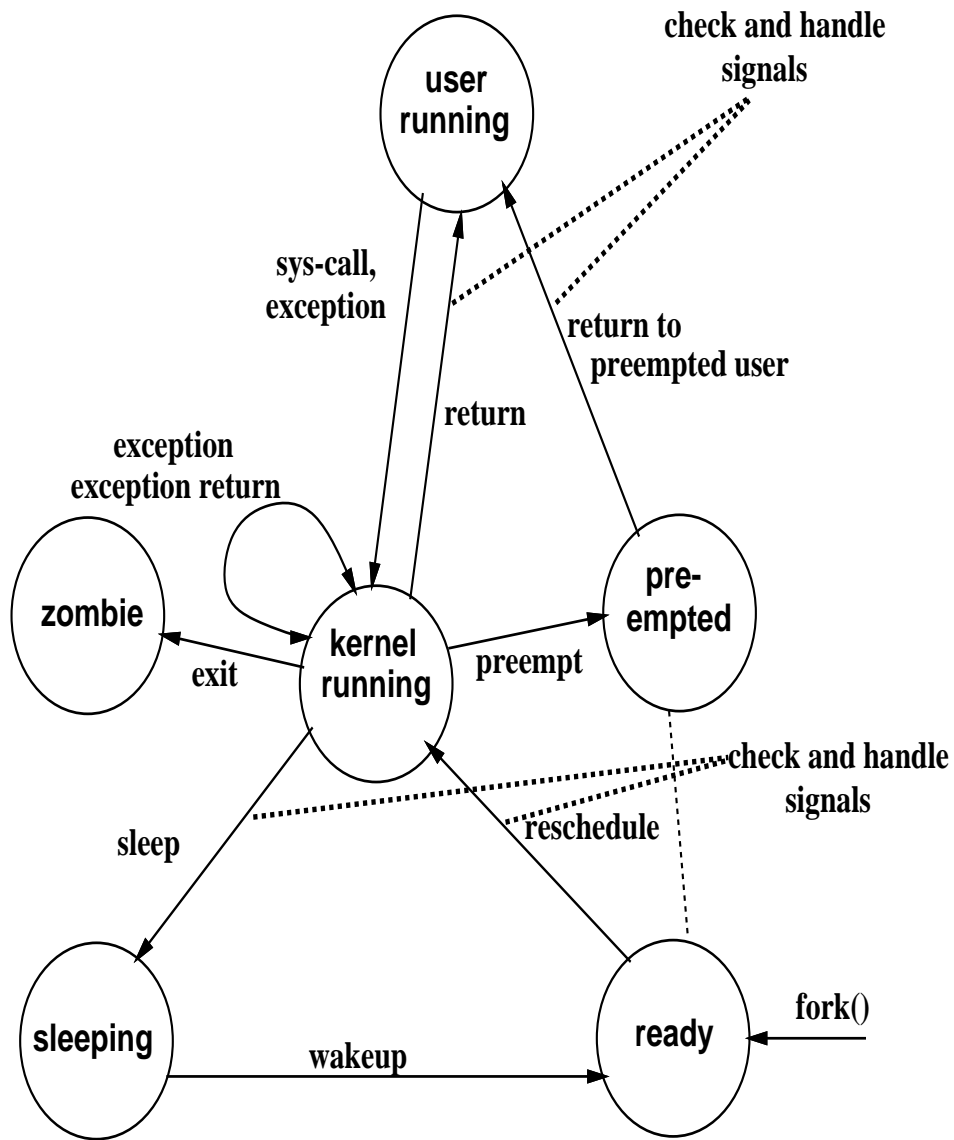 check and handle
signals
user
running
sys-call,
exception
return to
preempted user
return
exception
exception return
zombie
pre-
empted
kernel
running
exit
preempt
check and handle
signals
sleep
reschedule
fork()
sleeping
ready
wakeup